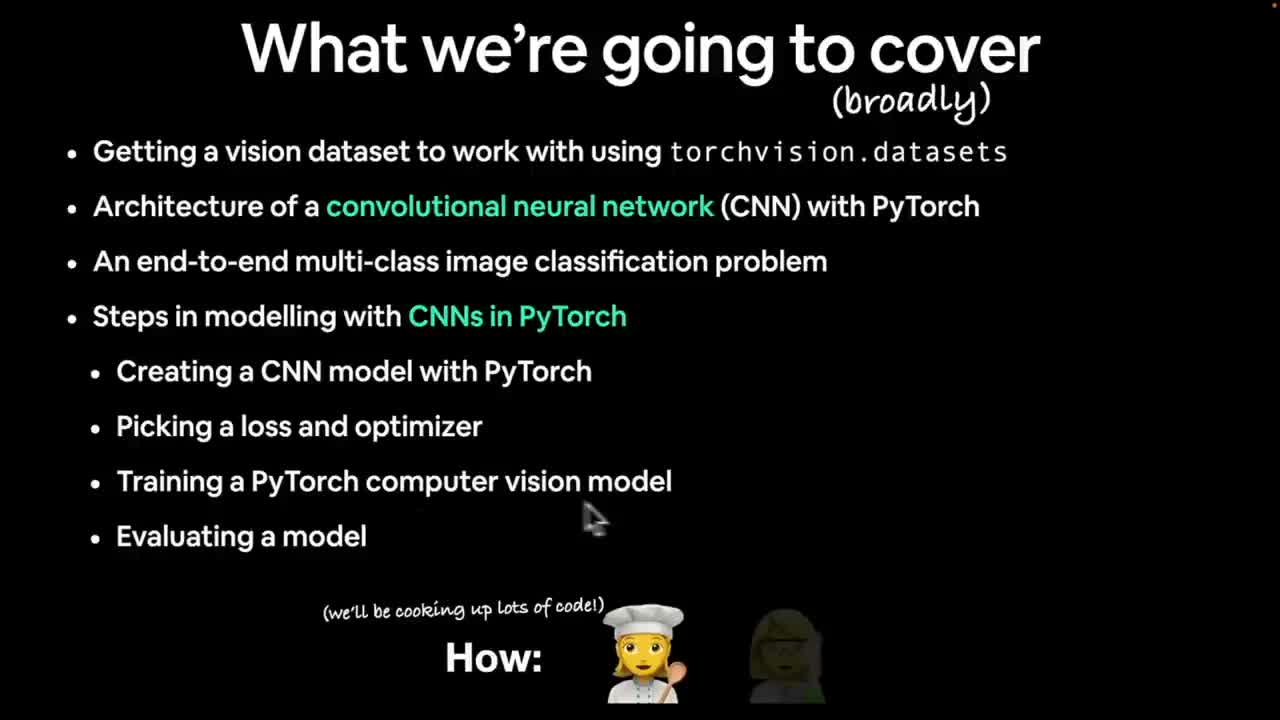 What we're going to cover
(broadly)
• Getting a vision dataset to work with using torchvision.datasets
• Architecture of a convolutional neural network (CNN) with PyTorch
• An end-to-end multi-class image classification problem
• Steps in modelling with CNNs in PyTorch
• Creating a CNN model with PyTorch
• Picking a loss and optimizer
• Training a PyTorch computer vision model
• Evaluating a model
(we'll be cooking up lots of code!)
How: